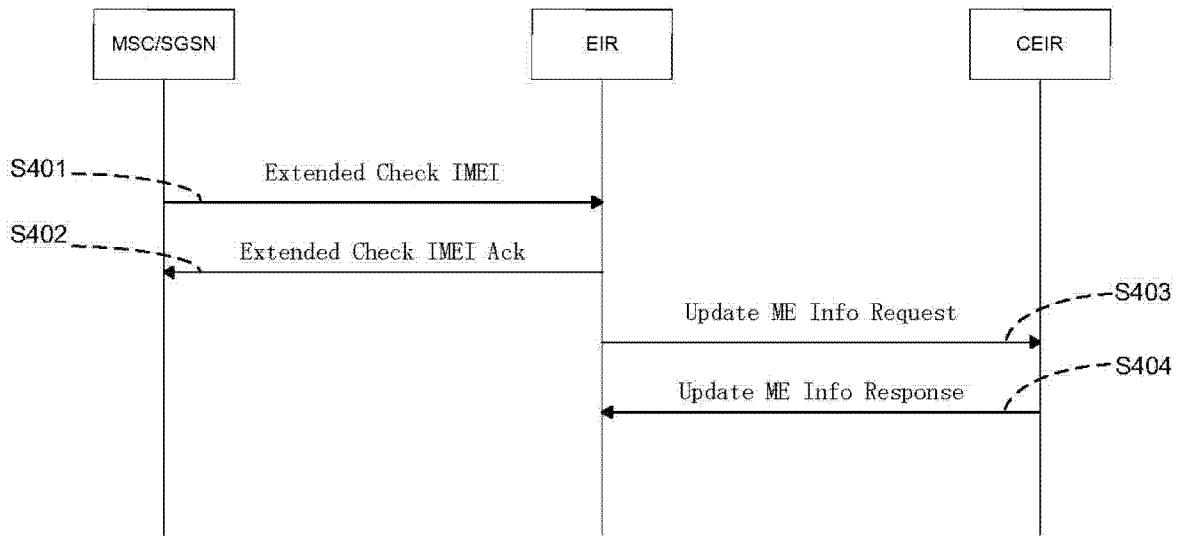 MSC/SGSN
EIR
CEIR
S401
Extended Check IMEI
S402
Extended Check IMEI Ack
S403
Update ME Info Request
S404
Update ME Info Response